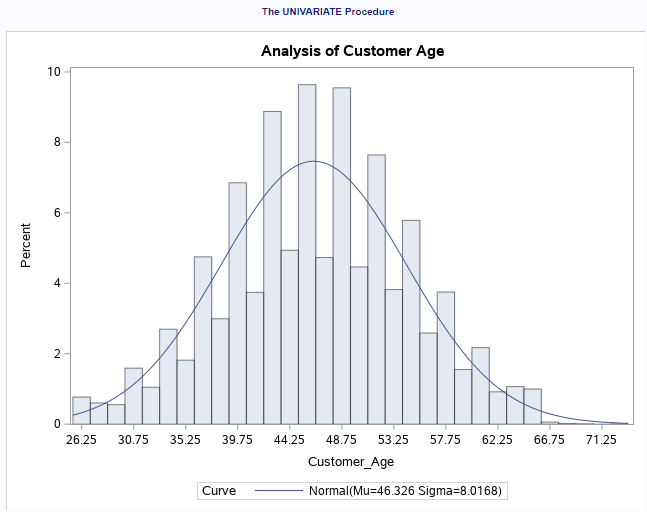 The UNIVARIATE Procedure
Analysis of Customer Age
10
8
6
4
2
0
Percent
26.25 30.75 35.25 39.75 44.25 48.75 53.25 57.75 62.25 66.75 71.25
Customer_Age
Curve Normal(Mu=46.326 Sigma=8.0168)